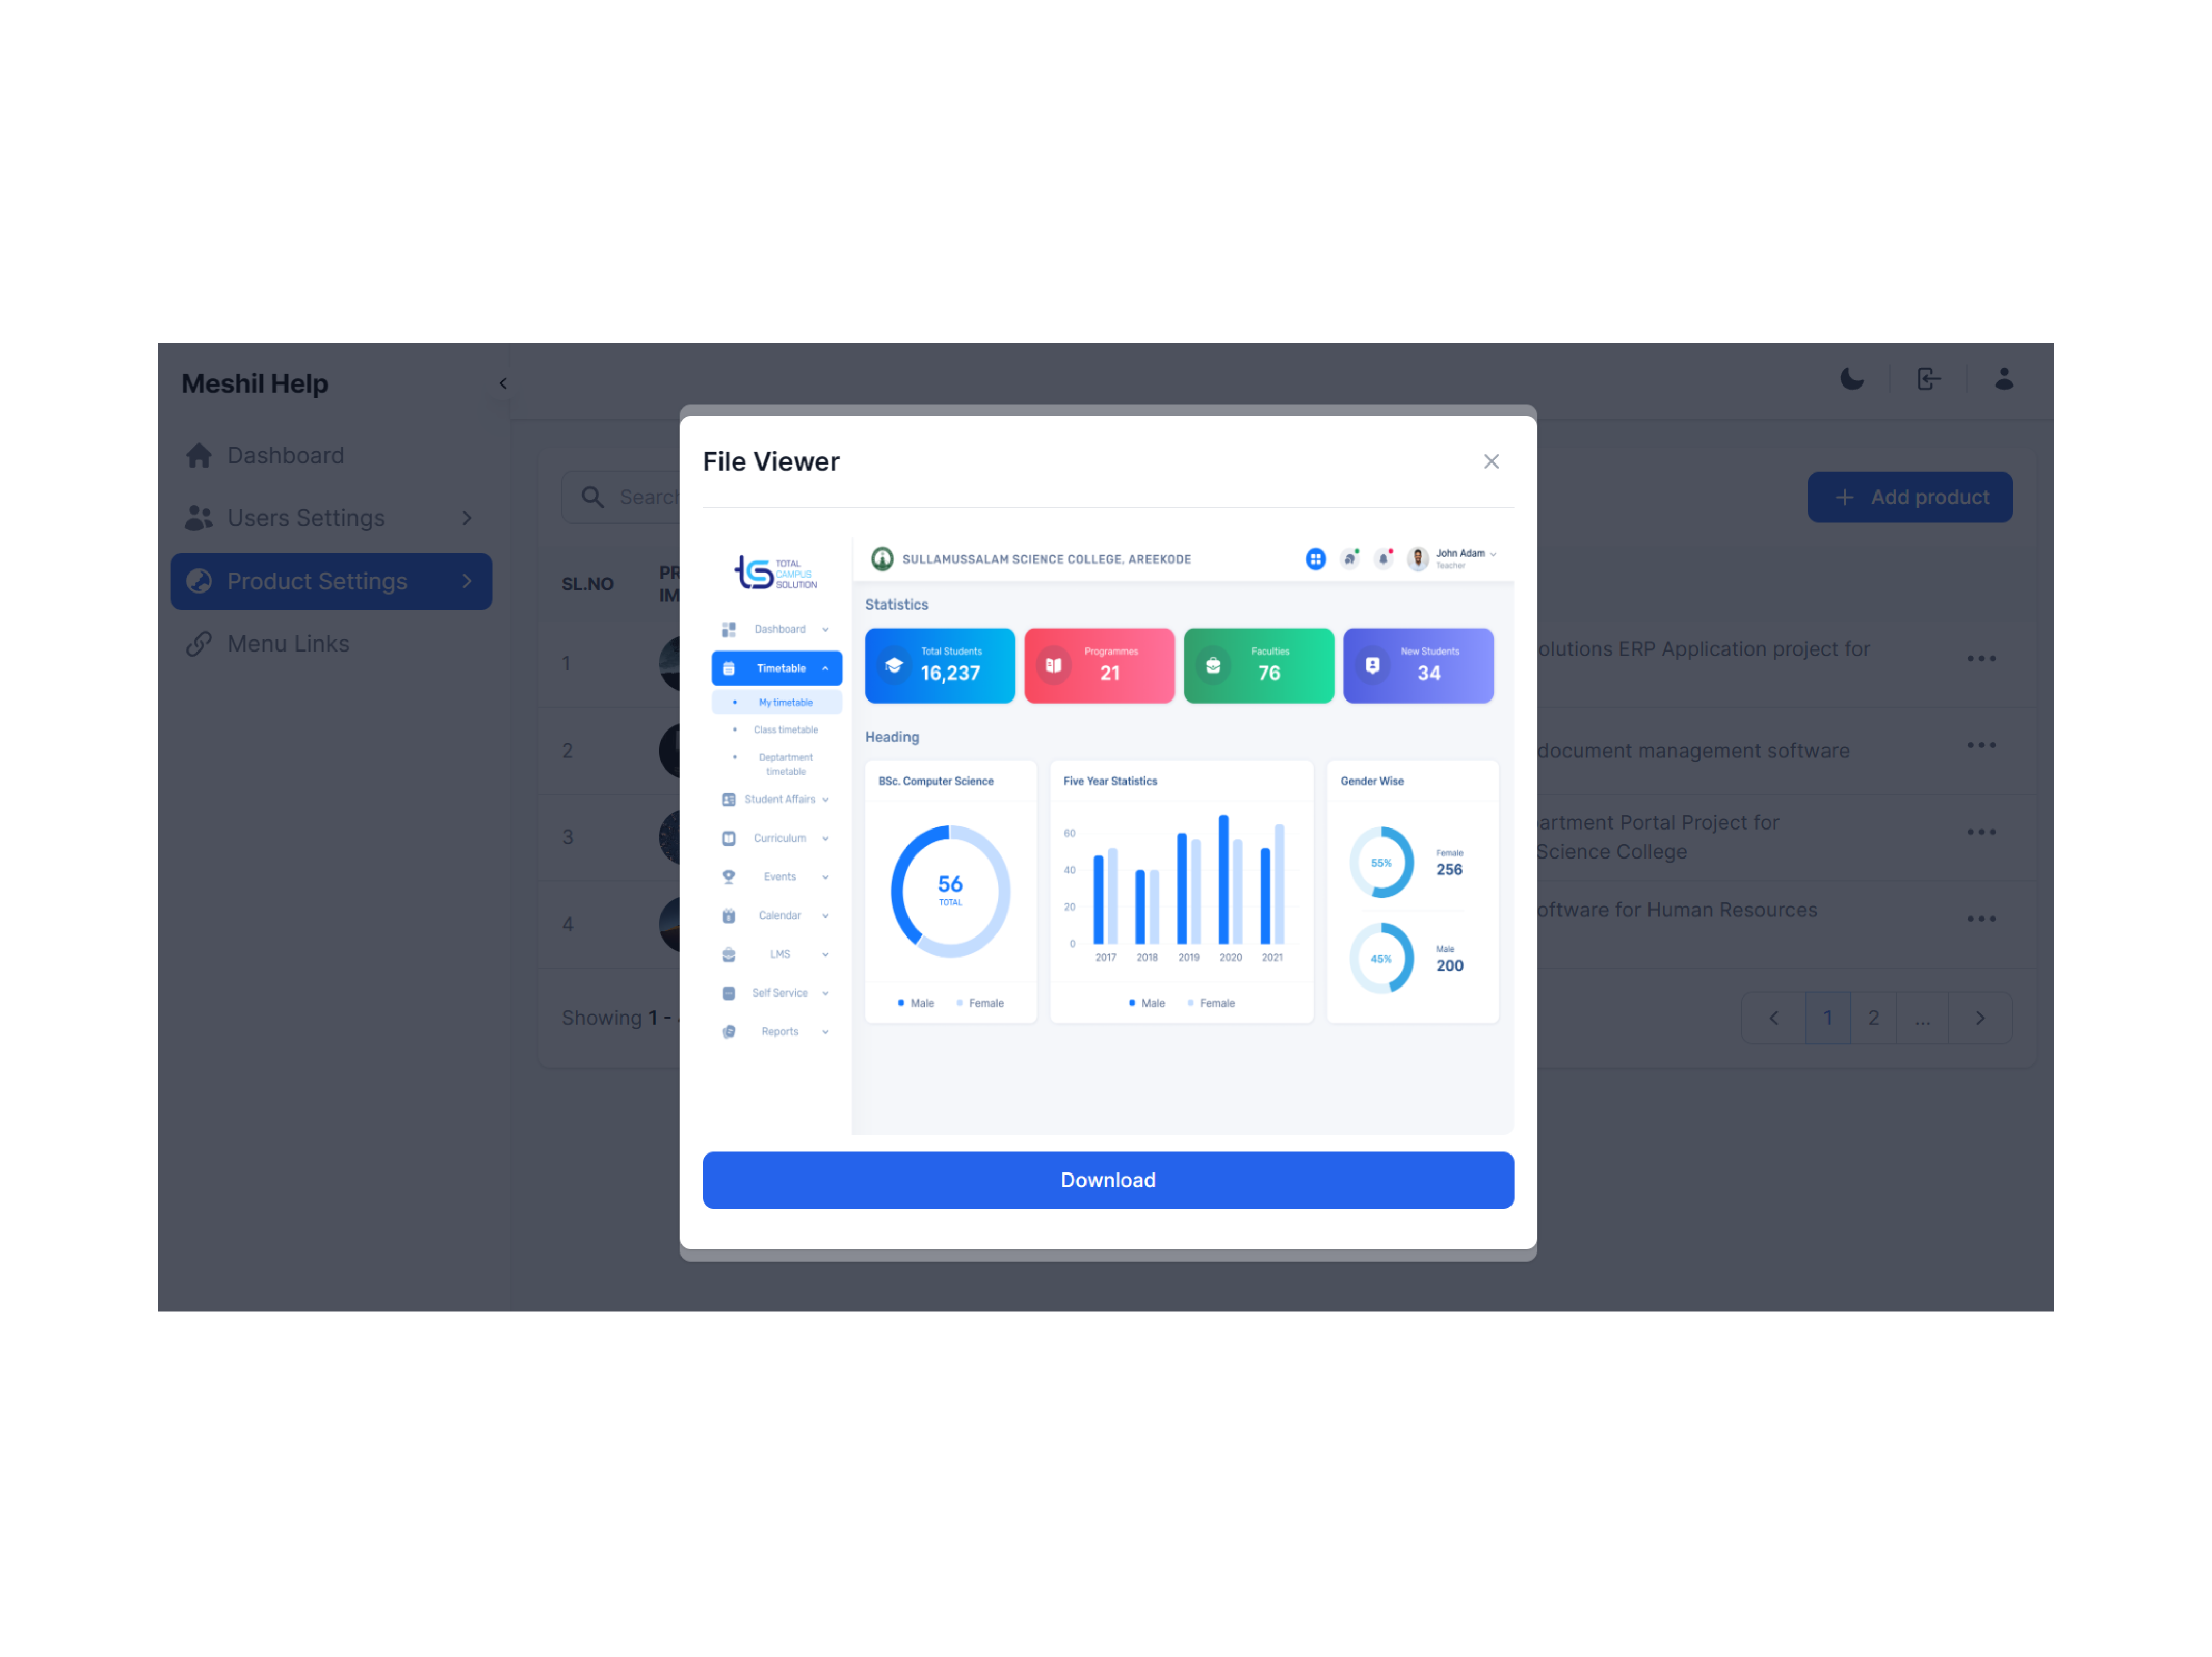 Meshil Help
Dashboard
Users Settings
Product Settings
Menu Links
Search
Add product
SL.NO
PR
IM
1
olutions ERP Application project for
2
document management software
3
artment Portal Project for
Science College
4
oftware for Human Resources
Showing 1 -
1
2
...
File Viewer
TOTAL
CAMPUS
SOLUTION
SULLAMUSSALAM SCIENCE COLLEGE, AREEKODE
John Adam
Teacher
Dashboard
Timetable
My timetable
Class timetable
Deptartment
timetable
Student Affairs
Curriculum
Events
Calendar
LMS
Self Service
Reports
Statistics
Total Students
16,237
Programmes
21
Faculties
76
New Students
34
Heading
BSc. Computer Science
56
TOTAL
Male Female
Five Year Statistics
60
40
20
0
2017 2018 2019 2020 2021
Male Female
Gender Wise
55%
Female
256
45%
Male
200
Download